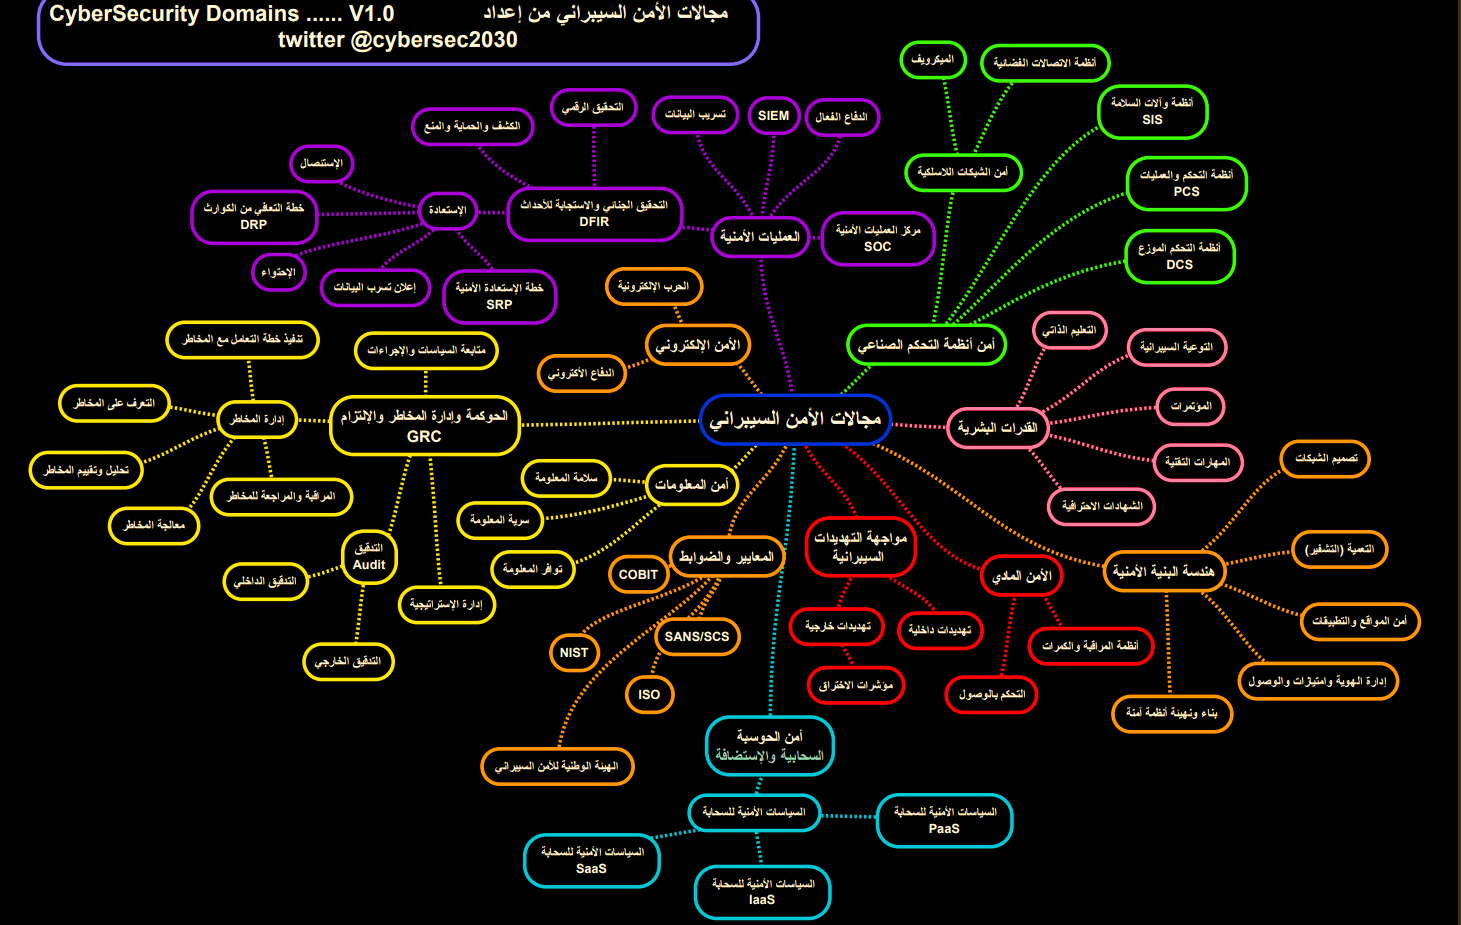 CyberSecurity Domains ...... V1.0 مجالات الأمن السيبراني من إعداد
twitter @cybersec2030
الميكرويف
أنظمة الاتصالات الفضائية
أنظمة وآلات السلامة
SIS
أمن الشبكات اللاسلكية
أنظمة التحكم والعمليات
PCS
أنظمة التحكم الموزع
DCS
أمن أنظمة التحكم الصناعي
الدفاع الفعال
SIEM
تسريب البيانات
التحقيق الرقمي
الكشف والحماية والمنع
الإستئصال
خطة التعافي من الكوارث
DRP
الإستعادة
التحقيق الجنائي والاستجابة للأحداث
DFIR
العمليات الأمنية
مركز العمليات الأمنية
SOC
الإحتواء
إعلان تسرب البيانات
خطة الإستعادة الأمنية
SRP
الحرب الإلكترونية
الأمن الإلكتروني
الدفاع الأكتروني
التعليم الذاتي
التوعية السيبرانية
المؤتمرات
القدرات البشرية
المهارات التقنية
الشهادات الاحترافية
تنفيذ خطة التعامل مع المخاطر
متابعة السياسات والإجراءات
التعرف على المخاطر
إدارة المخاطر
الحوكمة وإدارة المخاطر والإلتزام
GRC
تحليل وتقييم المخاطر
المراقبة والمراجعة للمخاطر
معالجة المخاطر
التدقيق
Audit
التدقيق الداخلي
إدارة الإستراتيجية
التدقيق الخارجي
مجالات الأمن السيبراني
سلامة المعلومة
أمن المعلومات
سرية المعلومة
توافر المعلومة
المعايير والضوابط
COBIT
NIST
SANS/SCS
ISO
الهيئة الوطنية للأمن السيبراني
مواجهة التهديدات
السيبرانية
تهديدات خارجية
تهديدات داخلية
مؤشرات الاختراق
الأمن المادي
أنظمة المراقبة والكمرات
التحكم بالوصول
تصميم الشبكات
التعمية (التشفير)
هندسة البنية الأمنية
أمن المواقع والتطبيقات
إدارة الهوية وامتيازات والوصول
بناء وتهيئة أنظمة آمنة
أمن الحوسبة
السحابية والإستضافة
السياسات الأمنية للسحابة
السياسات الأمنية للسحابة
PaaS
السياسات الأمنية للسحابة
SaaS
السياسات الأمنية للسحابة
IaaS